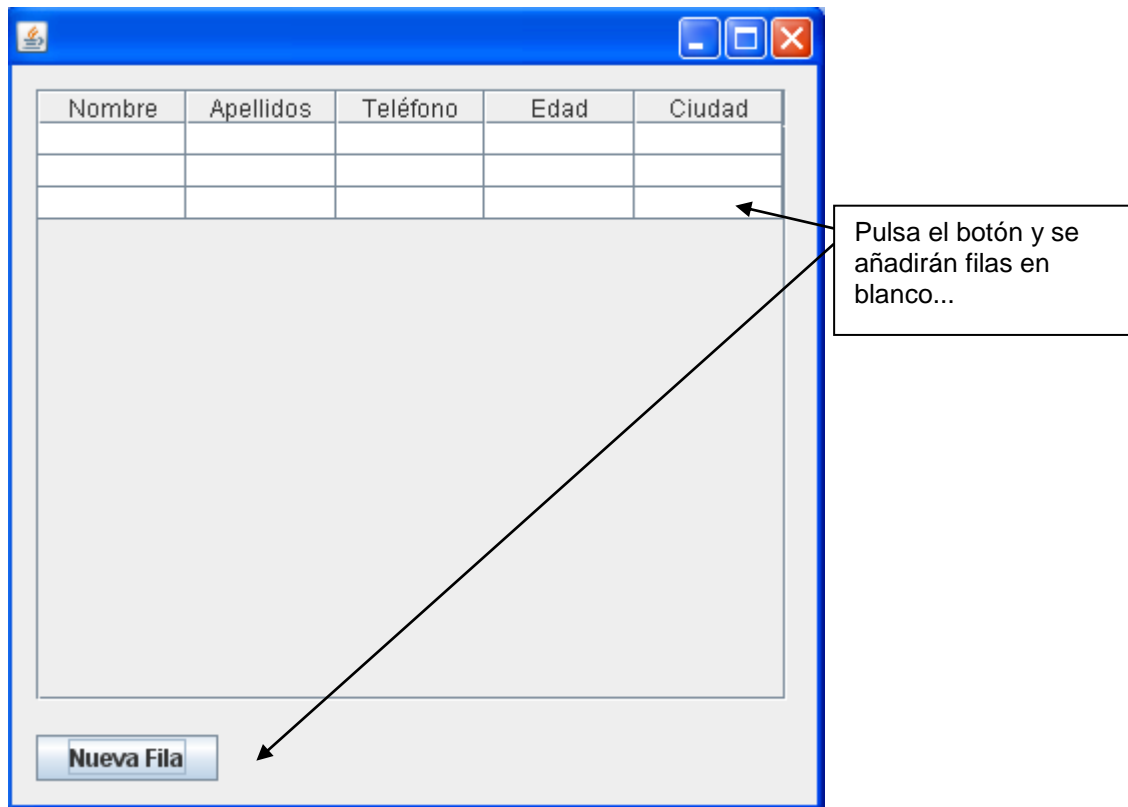 Nombre Apellidos Teléfono Edad Ciudad
Pulsa el botón y se
añadirán filas en
blanco...
Nueva Fila